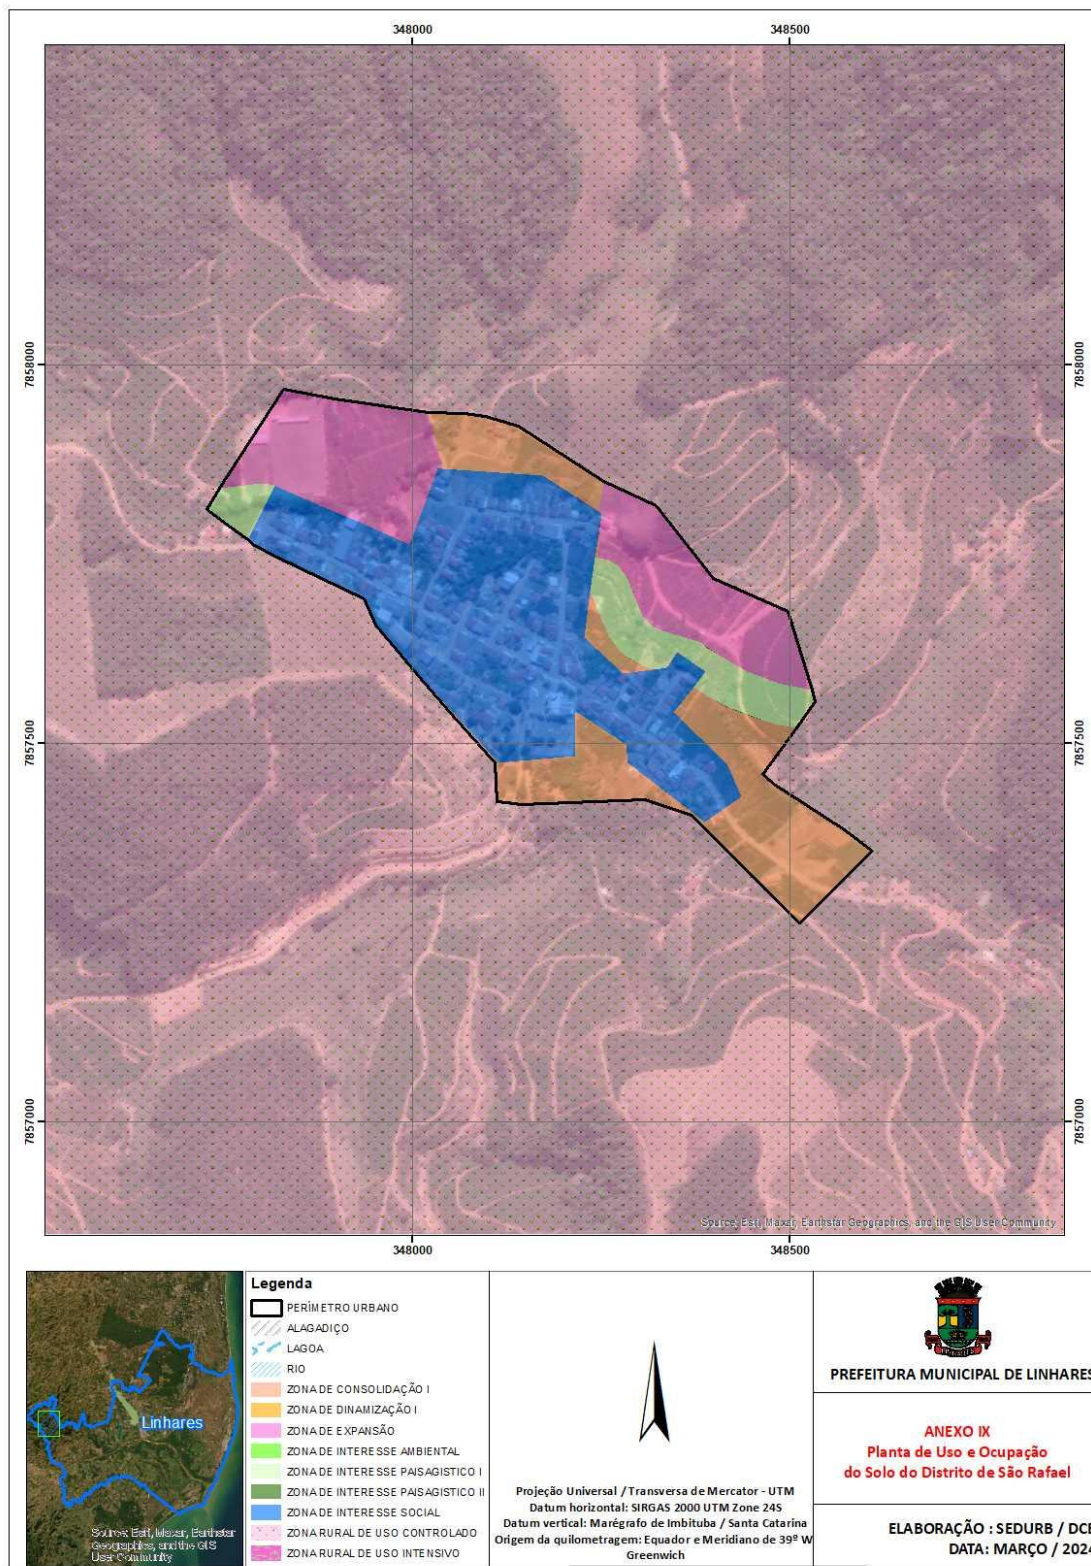 348000
348500
7858000
7858000
7857500
7857500
7857000
7857000
Source: Esri, Maxar, Earthstar Geographics, and the GIS User Community
348000
348500
Linhares
Source: Esri, Maxar, Earthstar
Geographics, and the GIS
User Community
Legenda
PERÍMETRO URBANO
ALAGADIÇO
LAGOA
RIO
ZONA DE CONSOLIDAÇÃO I
ZONA DE DINAMIZAÇÃO I
ZONA DE EXPANSÃO
ZONA DE INTERESSE AMBIENTAL
ZONA DE INTERESSE PAISAGISTICO I
ZONA DE INTERESSE PAISAGISTICO II
ZONA DE INTERESSE SOCIAL
ZONA RURAL DE USO CONTROLADO
ZONA RURAL DE USO INTENSIVO
Projeção Universal / Transversa de Mercator - UTM
Datum horizontal: SIRGAS 2000 UTM Zone 24S
Datum vertical: Marégrafo de Imbituba / Santa Catarina
Origem da quilometragem: Equador e Meridiano de 39º W
Greenwich
PREFEITURA MUNICIPAL DE LINHARES
ANEXO IX
Planta de Uso e Ocupação
do Solo do Distrito de São Rafael
ELABORAÇÃO : SEDURB / DCE
DATA: MARÇO /